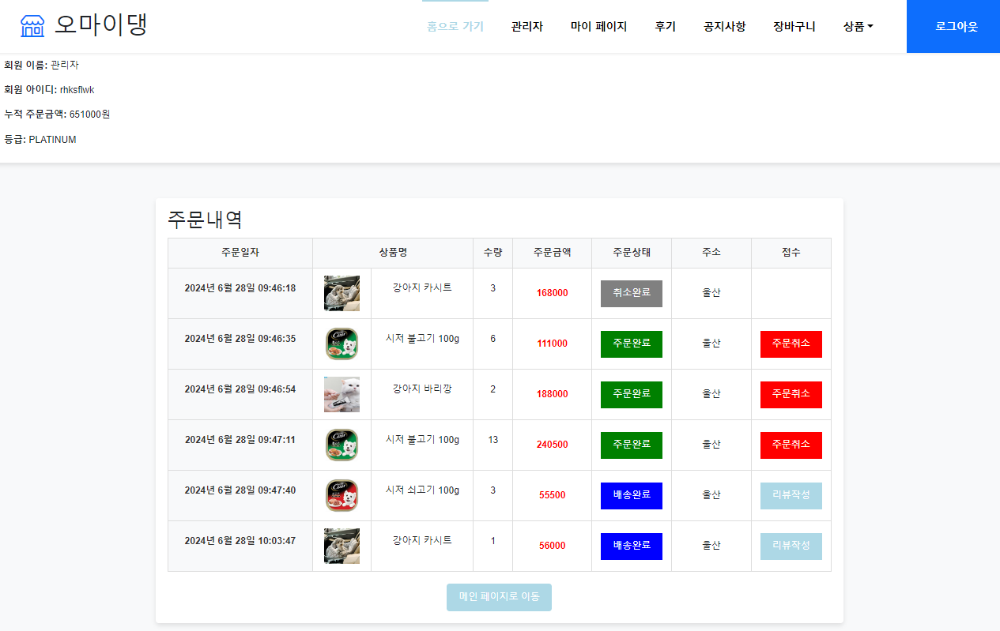 오마이댕
홈으로 가기 관리자 마이 페이지 후기 공지사항 장바구니 상품 로그아웃
회원 이름: 관리자
회원 아이디: rhksflwk
누적 주문금액: 651000원
등급: PLATINUM
주문내역
주문일자 상품명 수량 주문금액 주문상태 주소 접수
2024년 6월 28일 09:46:18 강아지 카시트 3 168000 취소완료 울산
2024년 6월 28일 09:46:35 시저 불고기 100g 6 111000 주문완료 울산 주문취소
2024년 6월 28일 09:46:54 강아지 바리깡 2 188000 주문완료 울산 주문취소
2024년 6월 28일 09:47:11 시저 불고기 100g 13 240500 주문완료 울산 주문취소
2024년 6월 28일 09:47:40 시저 쇠고기 100g 3 55500 배송완료 울산 리뷰작성
2024년 6월 28일 10:03:47 강아지 카시트 1 56000 배송완료 울산 리뷰작성
메인 페이지로 이동